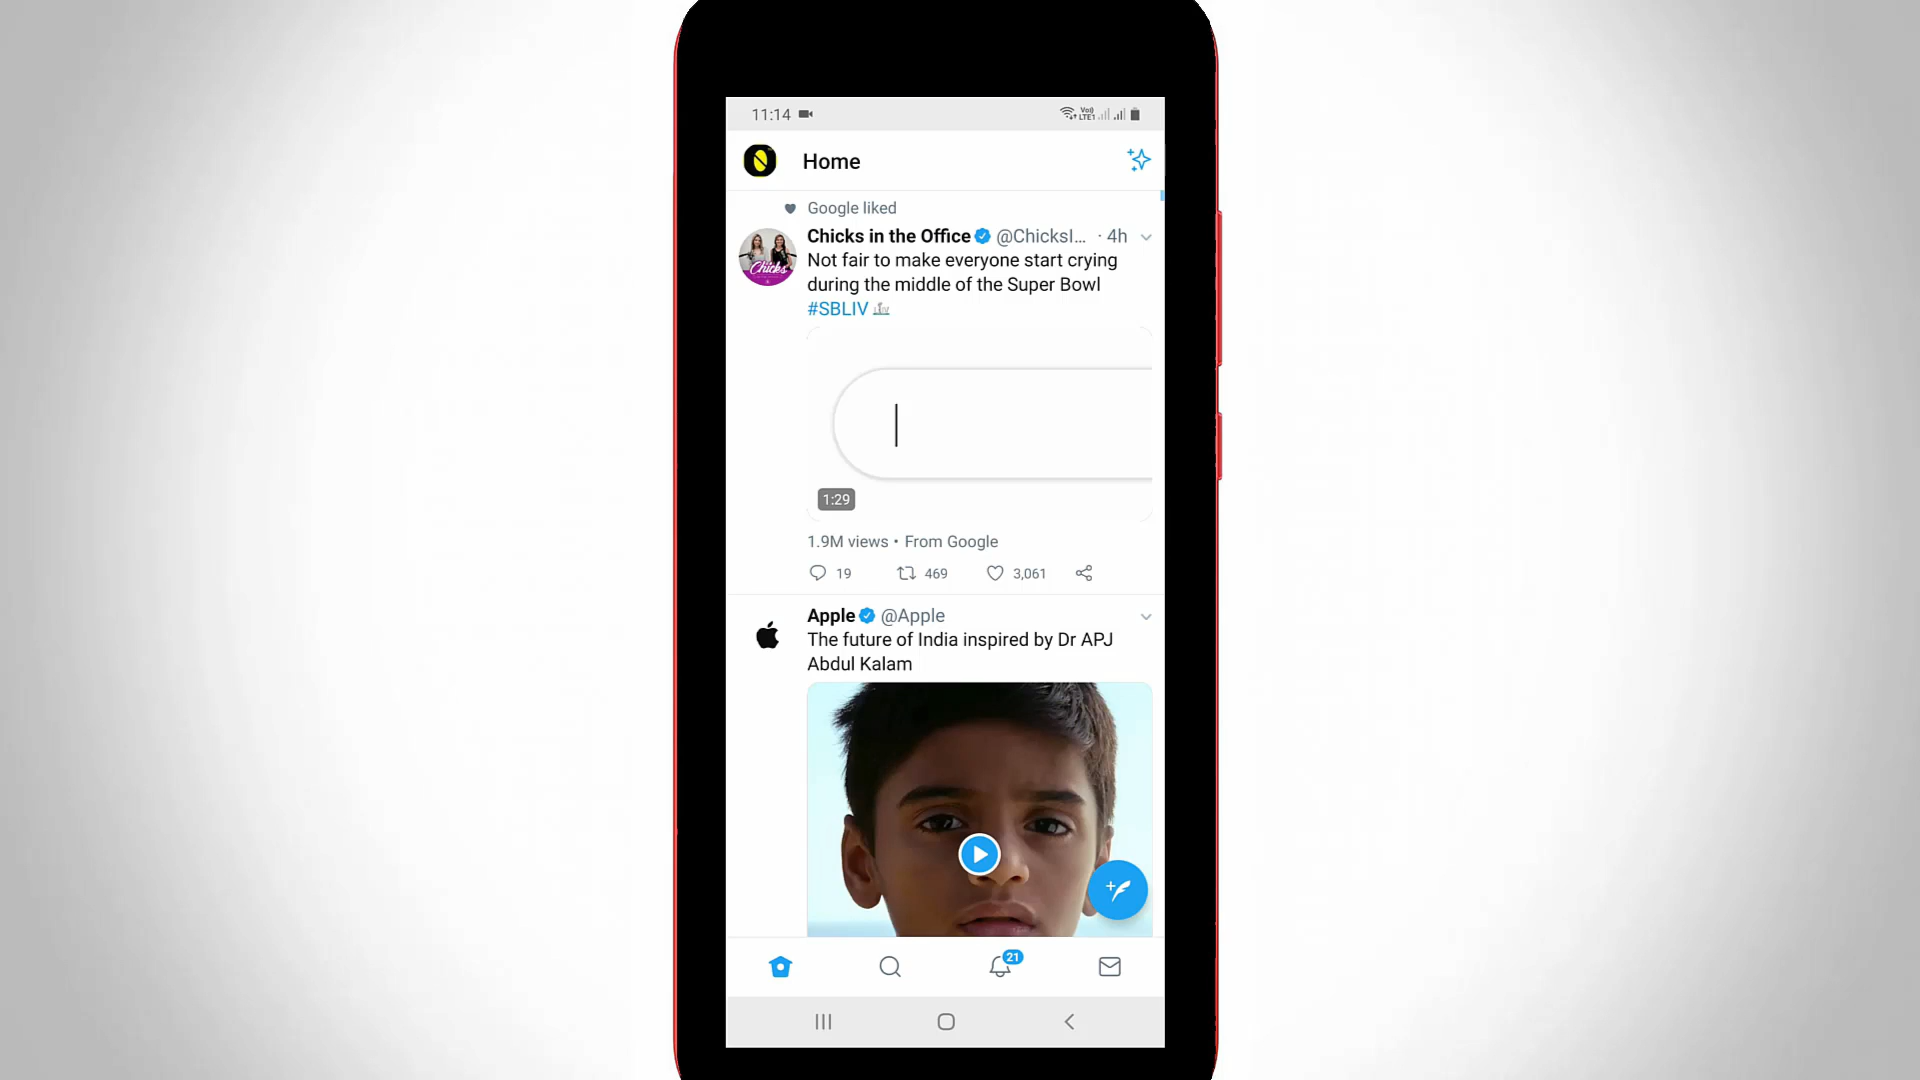 11:14
Home
Google liked
Chicks in the Office @ChicksI... · 4h
Not fair to make everyone start crying
during the middle of the Super Bowl
#SBLIV
1:29
1.9M views • From Google
19 469 3,061
Apple @Apple
The future of India inspired by Dr APJ
Abdul Kalam
21